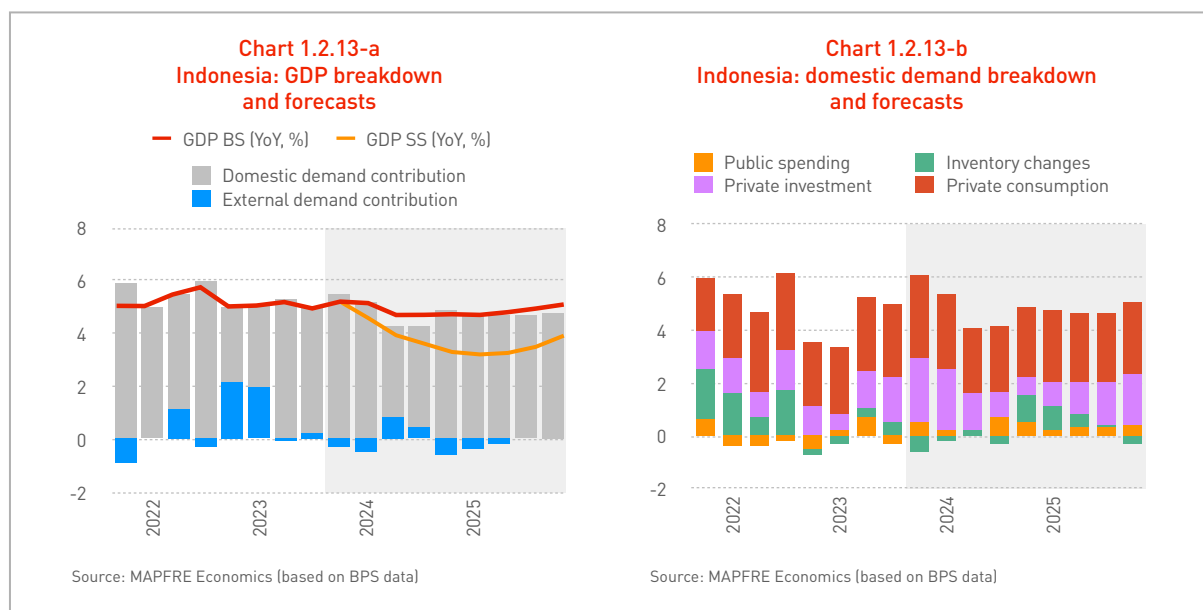 Chart 1.2.13-a
Indonesia: GDP breakdown
and forecasts
GDP BS (YoY, %)
GDP SS (YoY, %)
Domestic demand contribution
External demand contribution
8
6
4
2
0
-2
2022
2023
2024
2025
Source: MAPFRE Economics (based on BPS data)
Chart 1.2.13-b
Indonesia: domestic demand breakdown
and forecasts
Public spending
Inventory changes
Private investment
Private consumption
8
6
4
2
0
-2
2022
2023
2024
2025
Source: MAPFRE Economics (based on BPS data)